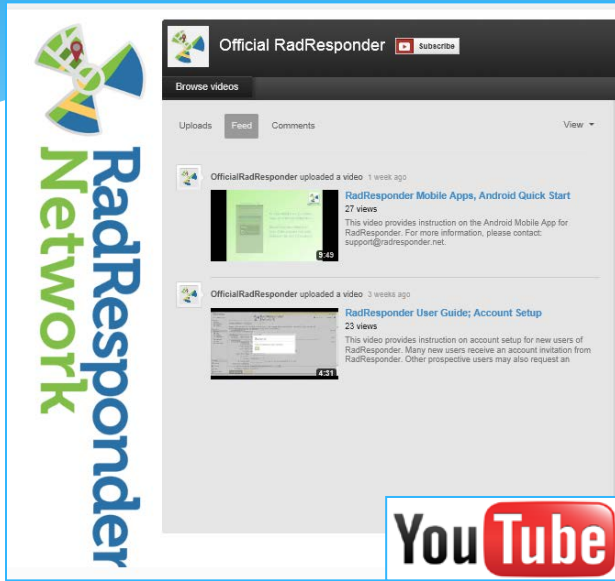 RadResponder
Network
Official RadResponder Subscribe
Browse videos
Uploads Feed Comments View
OfficialRadResponder uploaded a video 1 week ago
RadResponder Mobile Apps, Android Quick Start
27 views
This video provides instruction on the Android Mobile App for
RadResponder. For more information, please contact:
support@radresponder.net.
9:49
OfficialRadResponder uploaded a video 3 weeks ago
RadResponder User Guide; Account Setup
23 views
This video provides instruction on account setup for new users of
RadResponder. Many new users receive an account invitation from
RadResponder. Other prospective users may also request an
4:31
YouTube